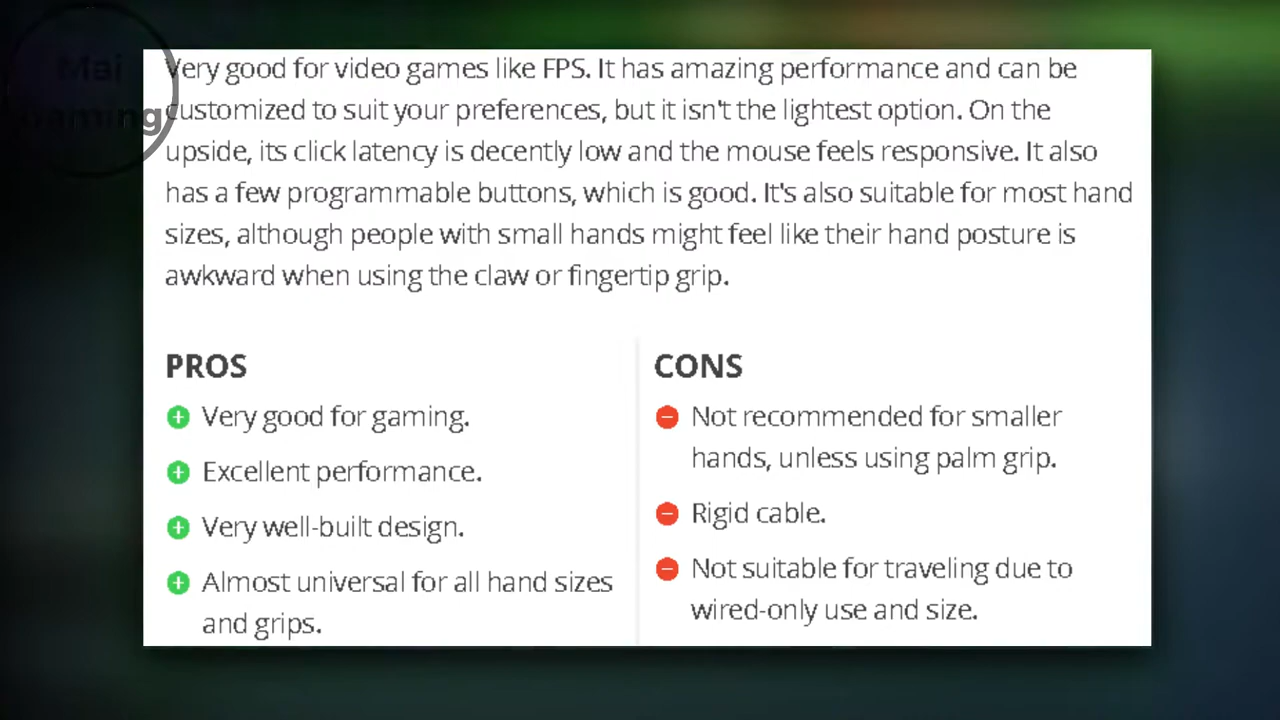 Mai
Gaming
Very good for video games like FPS. It has amazing performance and can be
customized to suit your preferences, but it isn't the lightest option. On the
upside, its click latency is decently low and the mouse feels responsive. It also
has a few programmable buttons, which is good. It's also suitable for most hand
sizes, although people with small hands might feel like their hand posture is
awkward when using the claw or fingertip grip.
PROS
Very good for gaming.
Excellent performance.
Very well-built design.
Almost universal for all hand sizes
and grips.
CONS
Not recommended for smaller
hands, unless using palm grip.
Rigid cable.
Not suitable for traveling due to
wired-only use and size.